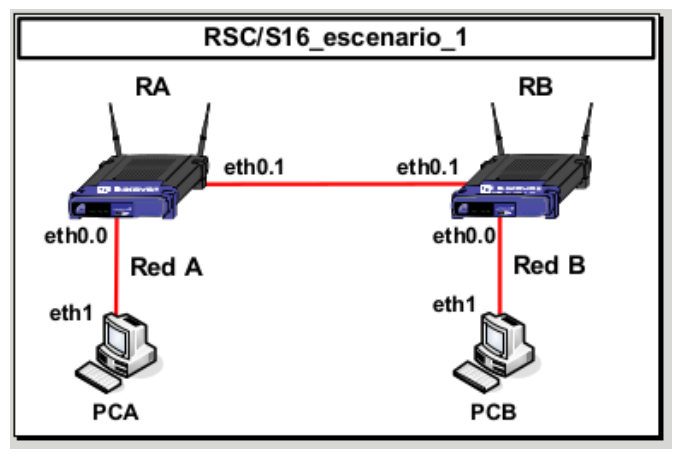 RSC/S16_escenario_1
RA
RB
eth0.1
eth0.1
eth0.0
eth0.0
Red A
Red B
eth1
eth1
PCA
PCB